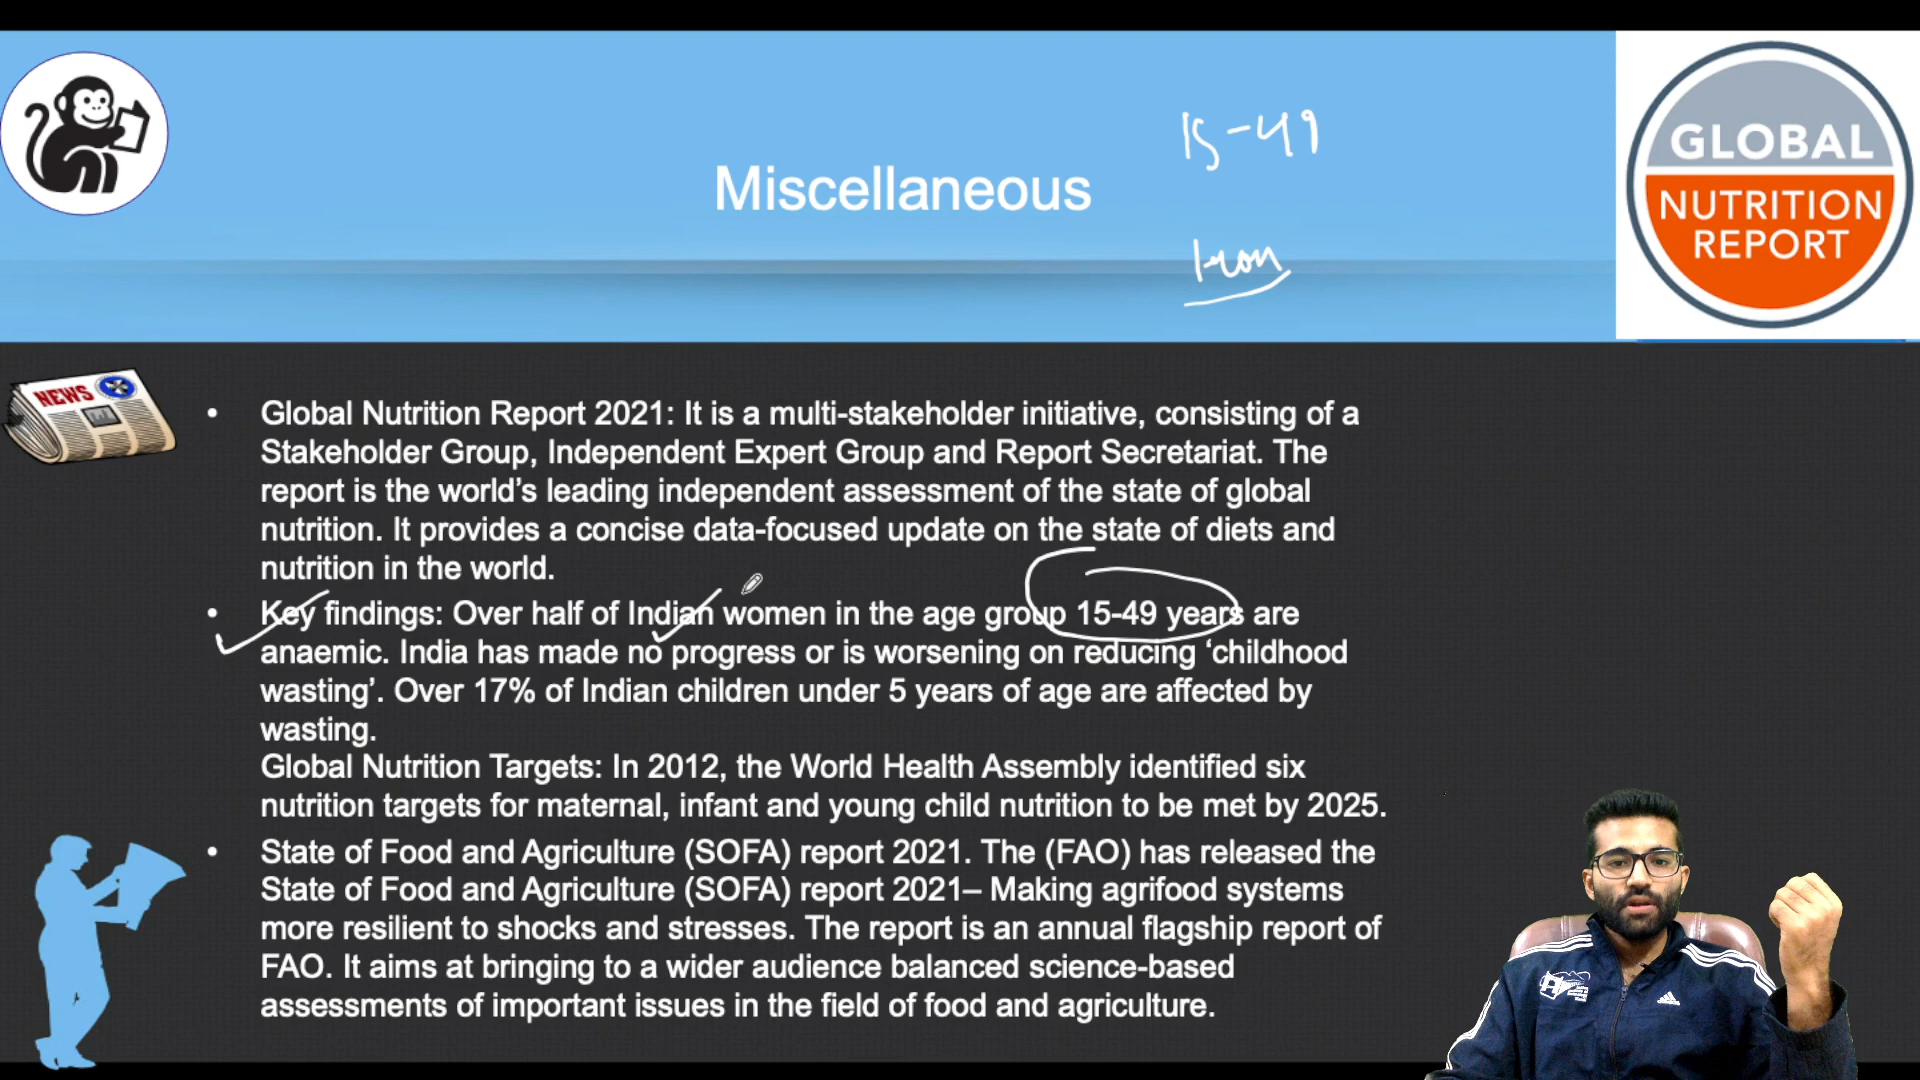 15-49
Miscellaneous
Iron
GLOBAL
NUTRITION
REPORT
NEWS
• Global Nutrition Report 2021: It is a multi-stakeholder initiative, consisting of a
Stakeholder Group, Independent Expert Group and Report Secretariat. The
report is the world’s leading independent assessment of the state of global
nutrition. It provides a concise data-focused update on the state of diets and
nutrition in the world.
• Key findings: Over half of Indian women in the age group 15-49 years are
anaemic. India has made no progress or is worsening on reducing ‘childhood
wasting’. Over 17% of Indian children under 5 years of age are affected by
wasting.
Global Nutrition Targets: In 2012, the World Health Assembly identified six
nutrition targets for maternal, infant and young child nutrition to be met by 2025.
• State of Food and Agriculture (SOFA) report 2021. The (FAO) has released the
State of Food and Agriculture (SOFA) report 2021– Making agrifood systems
more resilient to shocks and stresses. The report is an annual flagship report of
FAO. It aims at bringing to a wider audience balanced science-based
assessments of important issues in the field of food and agriculture.